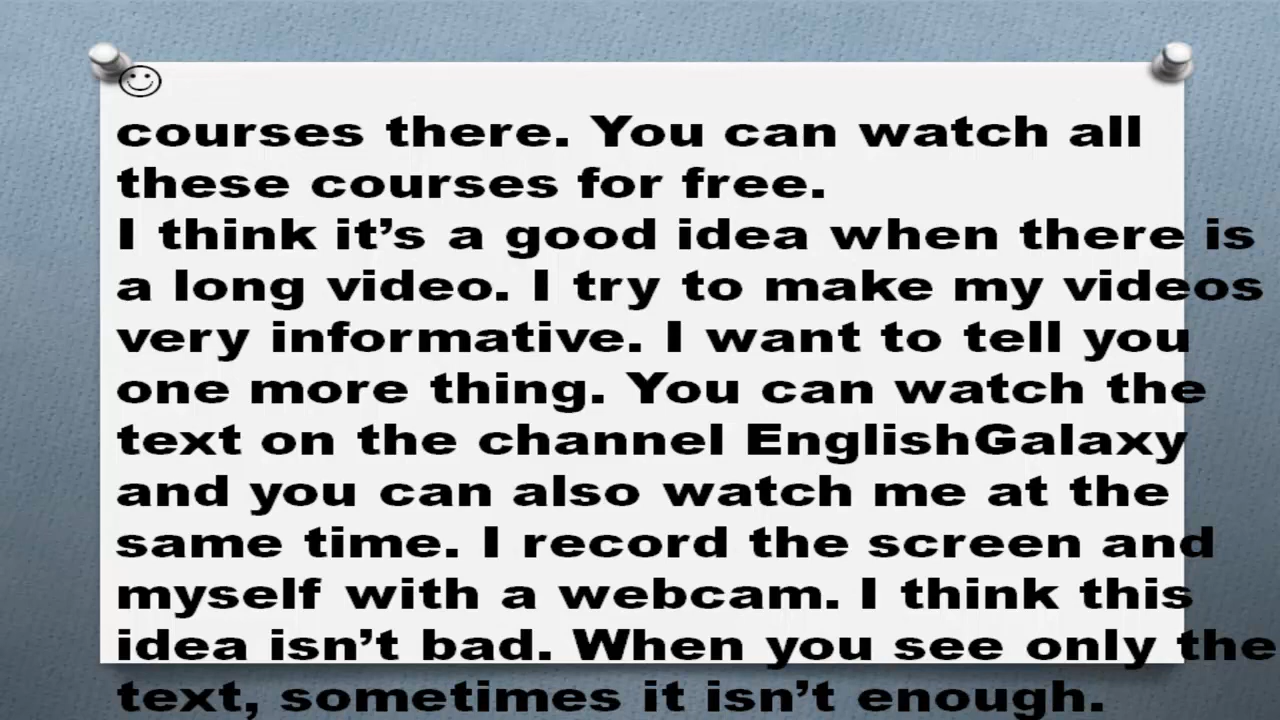 ☺
courses there. You can watch all
these courses for free.
I think it’s a good idea when there is
a long video. I try to make my videos
very informative. I want to tell you
one more thing. You can watch the
text on the channel EnglishGalaxy
and you can also watch me at the
same time. I record the screen and
myself with a webcam. I think this
idea isn’t bad. When you see only the
text, sometimes it isn’t enough.